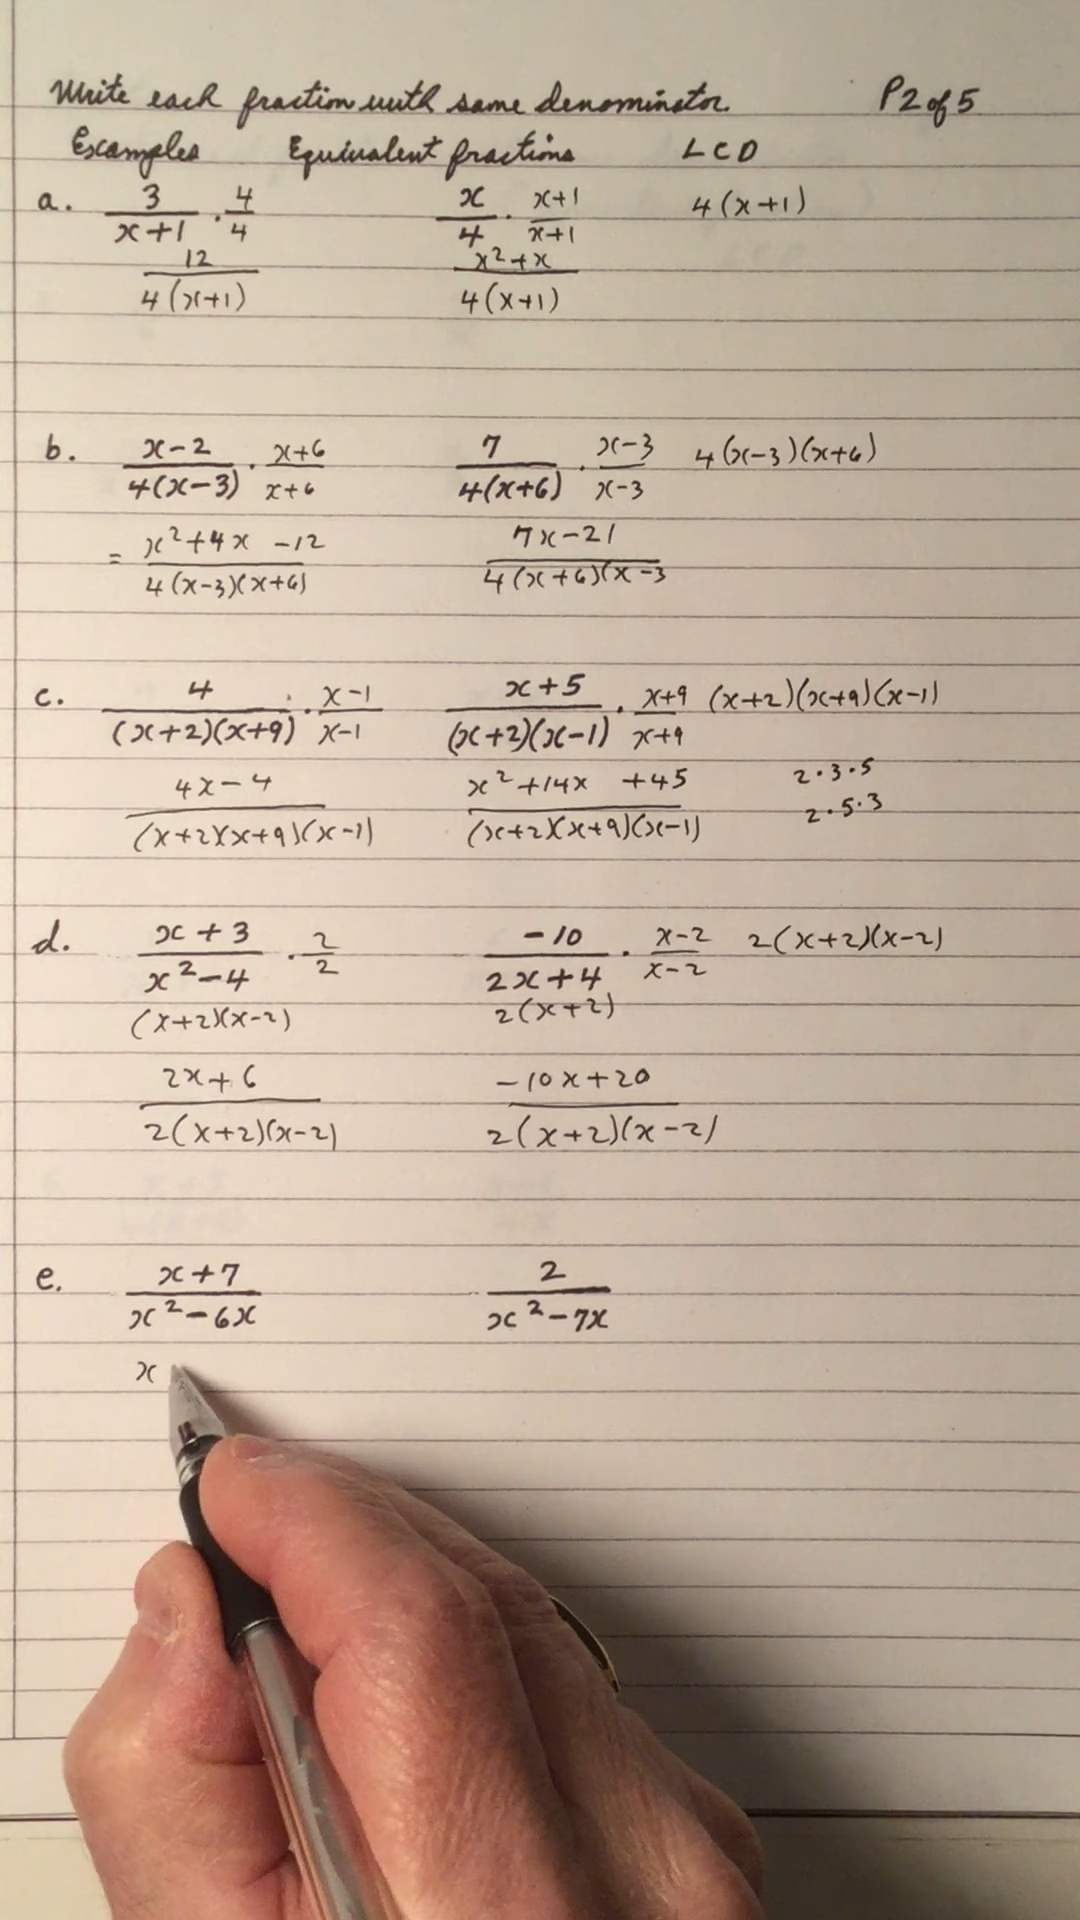 Write each fraction with same denominator. P2 of 5
Examples Equivalent fractions LCD
a. 3/(x+1) · 4/4 x/4 · (x+1)/(x+1) 4(x+1)
12/(4(x+1)) (x²+x)/(4(x+1))
b. (x-2)/(4(x-3)) · (x+6)/(x+6) 7/(4(x+6)) · (x-3)/(x-3) 4(x-3)(x+6)
= (x²+4x -12)/(4(x-3)(x+6)) (7x-21)/(4(x+6)(x-3
c. 4/((x+2)(x+9)) · (x-1)/(x-1) (x+5)/((x+2)(x-1)) · (x+9)/(x+9) (x+2)(x+9)(x-1)
(4x-4)/((x+2)(x+9)(x-1)) (x²+14x +45)/((x+2)(x+9)(x-1)) 2·3·5
2·5·3
d. (x+3)/(x²-4) · 2/2 -10/(2x+4) · (x-2)/(x-2) 2(x+2)(x-2)
(x+2)(x-2) 2(x+2)
(2x+6)/(2(x+2)(x-2)) (-10x+20)/(2(x+2)(x-2))
e. (x+7)/(x²-6x) 2/(x²-7x)
x